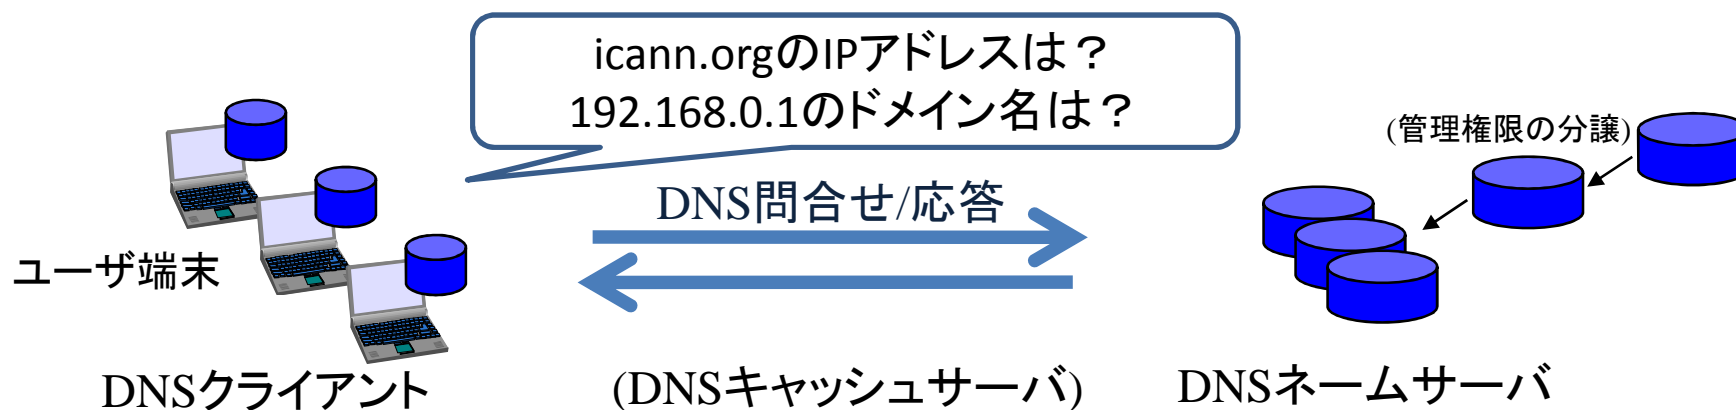 icann.orgのIPアドレスは？
192.168.0.1のドメイン名は？
(管理権限の分譲)
DNS問合せ/応答
ユーザ端末
DNSクライアント
(DNSキャッシュサーバ)
DNSネームサーバ